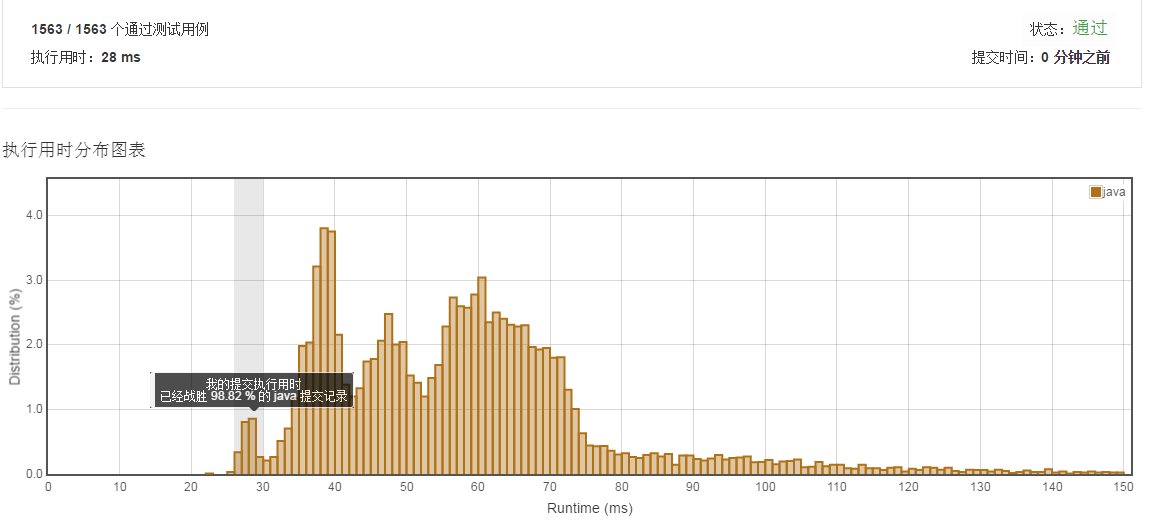 1563 / 1563 个通过测试用例
状态：通过
执行用时：28 ms
提交时间：0 分钟之前
执行用时分布图表
java
4.0
3.0
2.0
1.0
0.0
Distribution (%)
我的提交执行用时
已经战胜 98.82 % 的 java 提交记录
0 10 20 30 40 50 60 70 80 90 100 110 120 130 140 150
Runtime (ms)